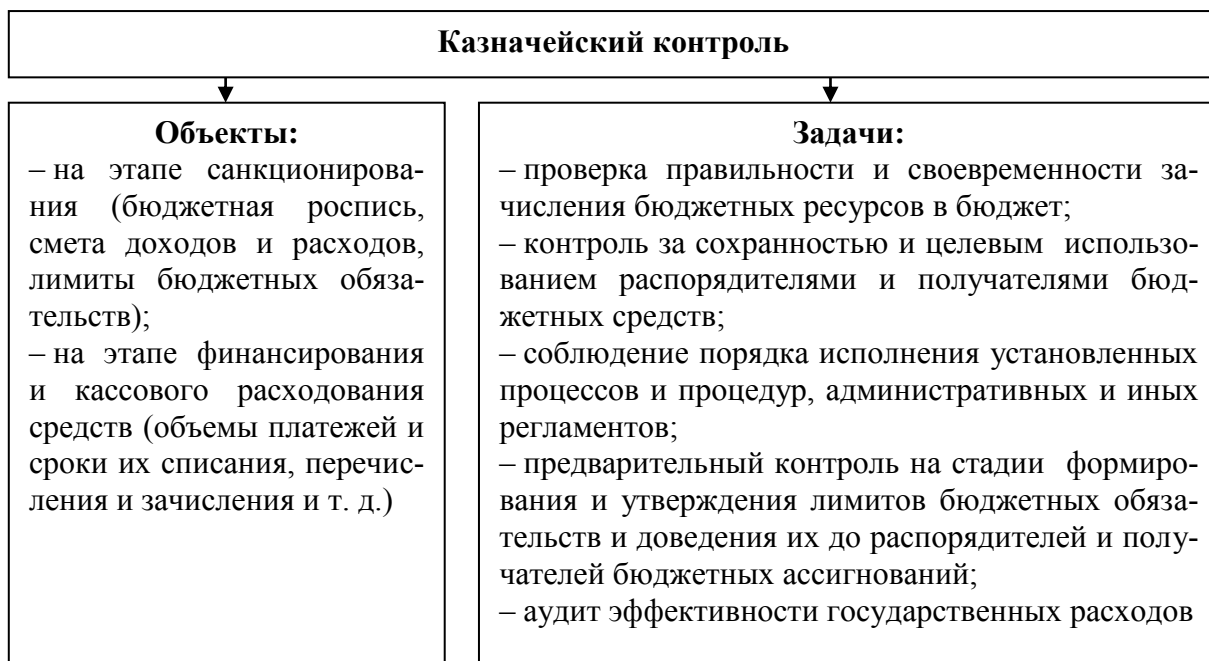 Казначейский контроль
Объекты:
– на этапе санкционирова-
ния (бюджетная роспись,
смета доходов и расходов,
лимиты бюджетных обяза-
тельств);
– на этапе финансирования
и кассового расходования
средств (объемы платежей и
сроки их списания, перечис-
ления и зачисления и т. д.)
Задачи:
– проверка правильности и своевременности за-
числения бюджетных ресурсов в бюджет;
– контроль за сохранностью и целевым использо-
ванием распорядителями и получателями бюд-
жетных средств;
– соблюдение порядка исполнения установленных
процессов и процедур, административных и иных
регламентов;
– предварительный контроль на стадии формиро-
вания и утверждения лимитов бюджетных обяза-
тельств и доведения их до распорядителей и полу-
чателей бюджетных ассигнований;
– аудит эффективности государственных расходов